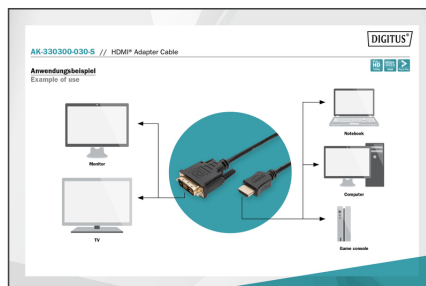 DIGITUS®
AK-330300-030-S // HDMI® Adapter Cable
Anwendungsbeispiel
Example of use
Monitor
TV
Notebook
Computer
Game console